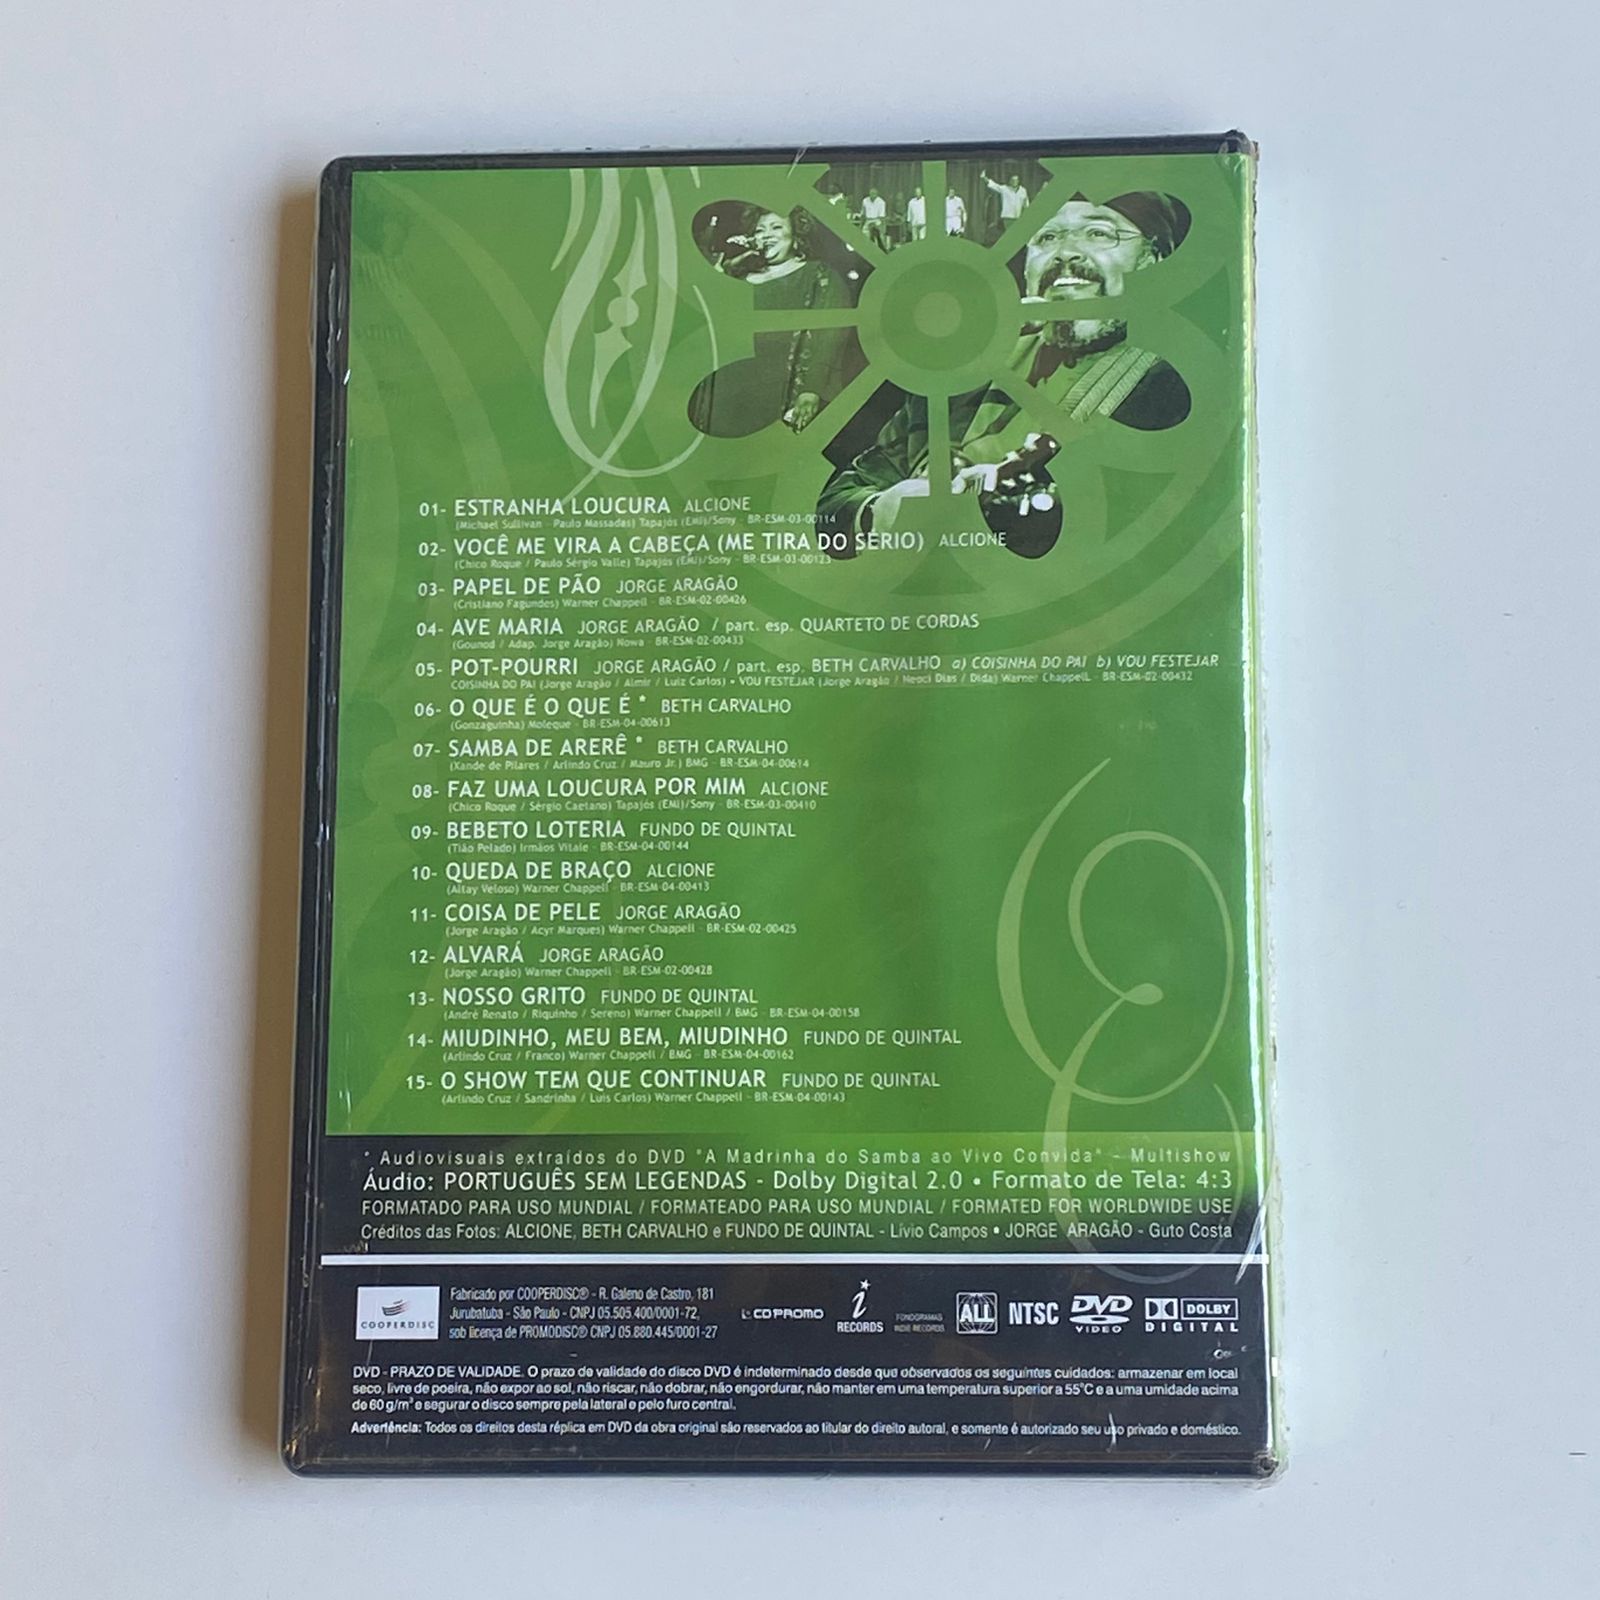 01- ESTRANHA LOUCURA ALCIONE
(Michael Sullivan - Paulo Massadas) Tapajós (EMI)/Sony - BR-ESM-03-00114
02- VOCÊ ME VIRA A CABEÇA (ME TIRA DO SÉRIO) ALCIONE
(Chico Roque / Paulo Sérgio Valle) Tapajós (EMI)/Sony - BR-ESM-03-00123
03- PAPEL DE PÃO JORGE ARAGÃO
(Cristiano Fagundes) Warner Chappell - BR-ESM-02-00426
04- AVE MARIA JORGE ARAGÃO / part. esp. QUARTETO DE CORDAS
(Gounod / Adap. Jorge Aragão) Nowa - BR-ESM-02-00433
05- POT-POURRI JORGE ARAGÃO / part. esp. BETH CARVALHO a) COISINHA DO PAI b) VOU FESTEJAR
COISINHA DO PAI (Jorge Aragão / Almir / Luiz Carlos) • VOU FESTEJAR (Jorge Aragão / Neoci Dias / Dida) Warner Chappell - BR-ESM-02-00432
06- O QUE É O QUE É * BETH CARVALHO
(Gonzaguinha) Moleque - BR-ESM-04-00613
07- SAMBA DE ARERÊ * BETH CARVALHO
(Xande de Pilares / Arlindo Cruz / Mauro Jr.) BMG - BR-ESM-04-00614
08- FAZ UMA LOUCURA POR MIM ALCIONE
(Chico Roque / Sérgio Caetano) Tapajós (EMI)/Sony - BR-ESM-03-00410
09- BEBETO LOTERIA FUNDO DE QUINTAL
(Tião Pelado) Irmãos Vitale - BR-ESM-04-00144
10- QUEDA DE BRAÇO ALCIONE
(Altay Veloso) Warner Chappell - BR-ESM-04-00413
11- COISA DE PELE JORGE ARAGÃO
(Jorge Aragão / Acyr Marques) Warner Chappell - BR-ESM-02-00425
12- ALVARÁ JORGE ARAGÃO
(Jorge Aragão) Warner Chappell - BR-ESM-02-00428
13- NOSSO GRITO FUNDO DE QUINTAL
(André Renato / Riquinho / Sereno) Warner Chappell / BMG - BR-ESM-04-00158
14- MIUDINHO, MEU BEM, MIUDINHO FUNDO DE QUINTAL
(Arlindo Cruz / Franco) Warner Chappell / BMG - BR-ESM-04-00162
15- O SHOW TEM QUE CONTINUAR FUNDO DE QUINTAL
(Arlindo Cruz / Sandrinha / Luis Carlos) Warner Chappell - BR-ESM-04-00143
* Audiovisuais extraídos do DVD "A Madrinha do Samba ao Vivo Convida" - Multishow
Áudio: PORTUGUÊS SEM LEGENDAS - Dolby Digital 2.0 • Formato de Tela: 4:3
FORMATADO PARA USO MUNDIAL / FORMATEADO PARA USO MUNDIAL / FORMATED FOR WORLDWIDE USE
Créditos das Fotos: ALCIONE, BETH CARVALHO e FUNDO DE QUINTAL - Lívio Campos • JORGE ARAGÃO - Guto Costa
COOPERDISC
Fabricado por COOPERDISC® - R. Galeno de Castro, 181
Jurubatuba - São Paulo - CNPJ 05.505.400/0001-72,
sob licença de PROMODISC® CNPJ 05.880.445/0001-27
CD PROMO
i RECORDS
FONOGRAMAS
INDIE RECORDS
ALL
NTSC
DVD VIDEO
DOLBY DIGITAL
DVD - PRAZO DE VALIDADE. O prazo de validade do disco DVD é indeterminado desde que observados os seguintes cuidados: armazenar em local
seco, livre de poeira, não expor ao sol, não riscar, não dobrar, não engordurar, não manter em uma temperatura superior a 55°C e a uma umidade acima
de 60 g/m³ e segurar o disco sempre pela lateral e pelo furo central.
Advertência: Todos os direitos desta réplica em DVD da obra original são reservados ao titular do direito autoral, e somente é autorizado seu uso privado e doméstico.